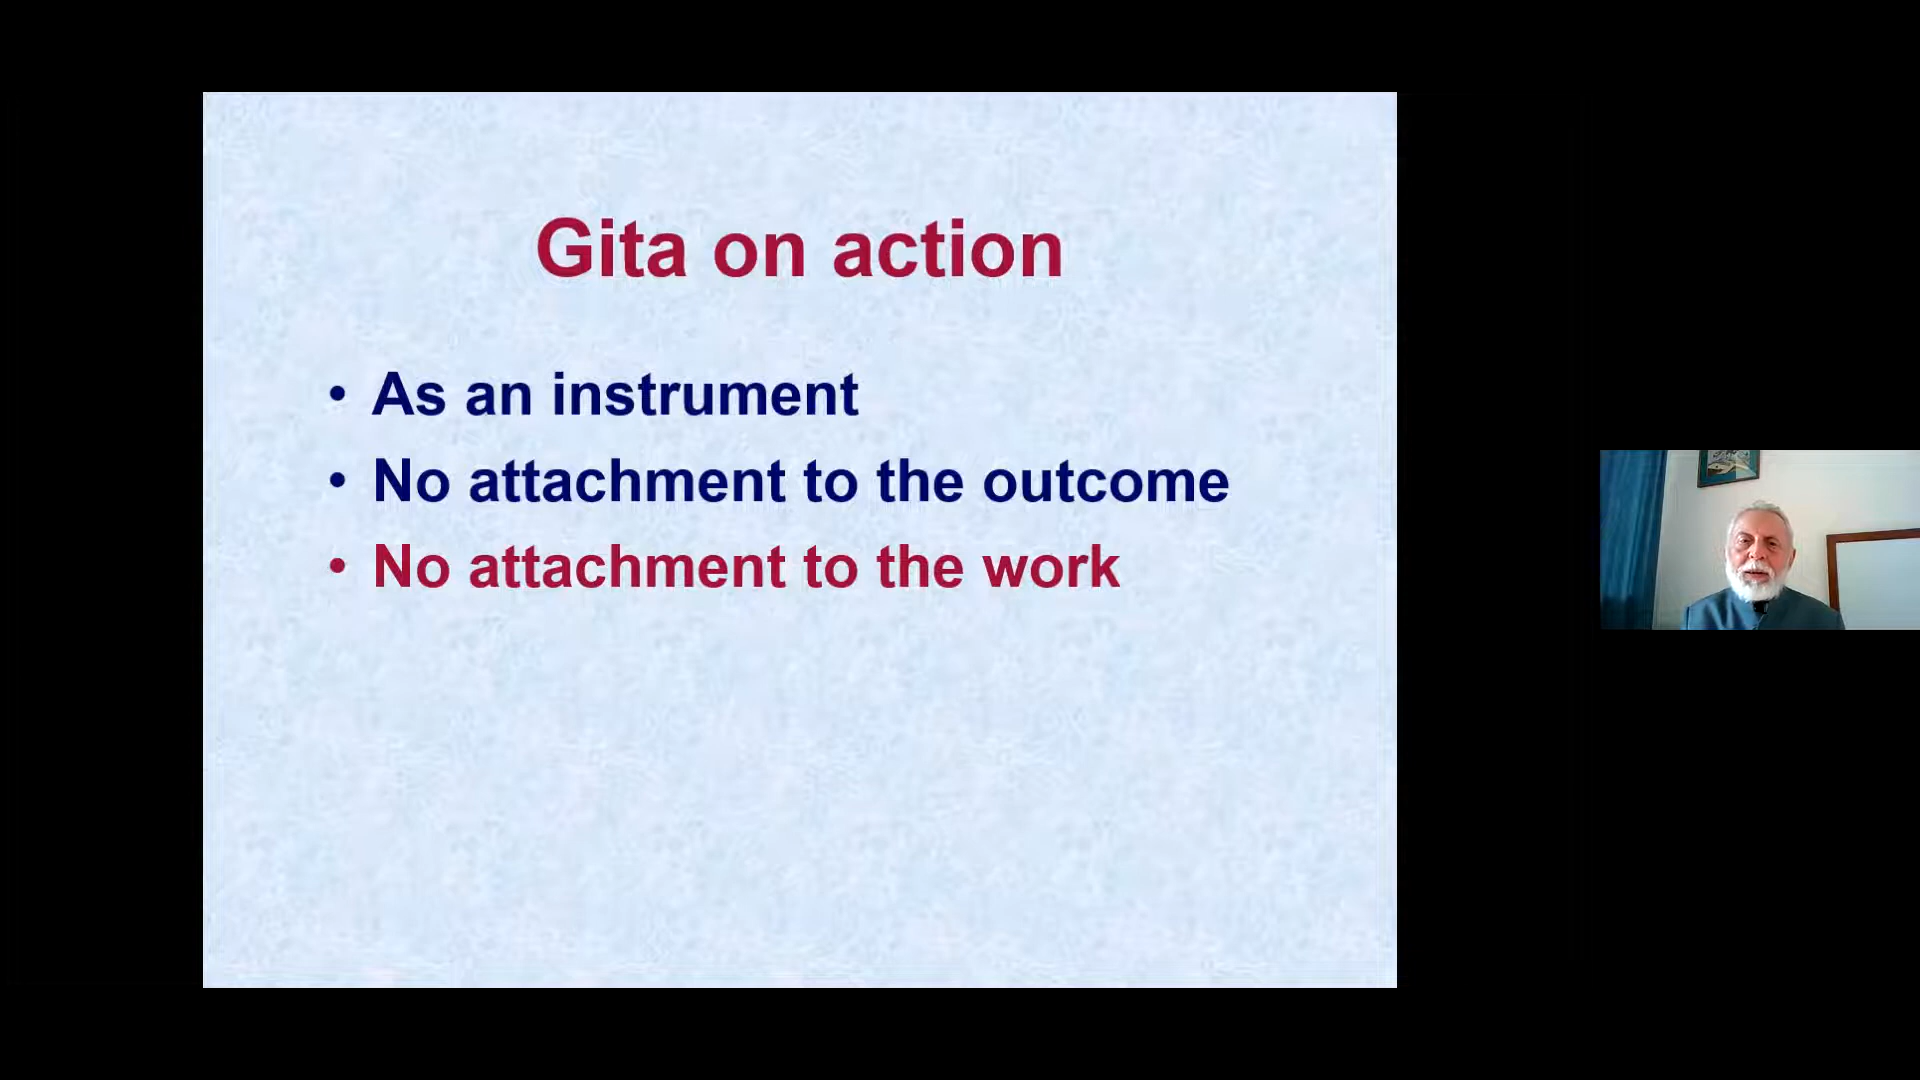 Gita on action
• As an instrument
• No attachment to the outcome
• No attachment to the work